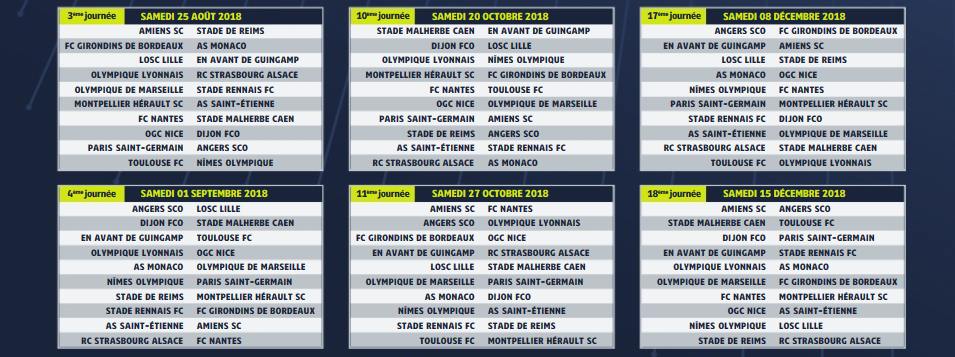 3ème journée SAMEDI 25 AOÛT 2018
AMIENS SC STADE DE REIMS
FC GIRONDINS DE BORDEAUX AS MONACO
LOSC LILLE EN AVANT DE GUINGAMP
OLYMPIQUE LYONNAIS RC STRASBOURG ALSACE
OLYMPIQUE DE MARSEILLE STADE RENNAIS FC
MONTPELLIER HÉRAULT SC AS SAINT-ÉTIENNE
FC NANTES STADE MALHERBE CAEN
OGC NICE DIJON FCO
PARIS SAINT-GERMAIN ANGERS SCO
TOULOUSE FC NÎMES OLYMPIQUE
4ème journée SAMEDI 01 SEPTEMBRE 2018
ANGERS SCO LOSC LILLE
DIJON FCO STADE MALHERBE CAEN
EN AVANT DE GUINGAMP TOULOUSE FC
OLYMPIQUE LYONNAIS OGC NICE
AS MONACO OLYMPIQUE DE MARSEILLE
NÎMES OLYMPIQUE PARIS SAINT-GERMAIN
STADE DE REIMS MONTPELLIER HÉRAULT SC
STADE RENNAIS FC FC GIRONDINS DE BORDEAUX
AS SAINT-ÉTIENNE AMIENS SC
RC STRASBOURG ALSACE FC NANTES
10ème journée SAMEDI 20 OCTOBRE 2018
STADE MALHERBE CAEN EN AVANT DE GUINGAMP
DIJON FCO LOSC LILLE
OLYMPIQUE LYONNAIS NÎMES OLYMPIQUE
MONTPELLIER HÉRAULT SC FC GIRONDINS DE BORDEAUX
FC NANTES TOULOUSE FC
OGC NICE OLYMPIQUE DE MARSEILLE
PARIS SAINT-GERMAIN AMIENS SC
STADE DE REIMS ANGERS SCO
AS SAINT-ÉTIENNE STADE RENNAIS FC
RC STRASBOURG ALSACE AS MONACO
11ème journée SAMEDI 27 OCTOBRE 2018
AMIENS SC FC NANTES
ANGERS SCO OLYMPIQUE LYONNAIS
FC GIRONDINS DE BORDEAUX OGC NICE
EN AVANT DE GUINGAMP RC STRASBOURG ALSACE
LOSC LILLE STADE MALHERBE CAEN
OLYMPIQUE DE MARSEILLE PARIS SAINT-GERMAIN
AS MONACO DIJON FCO
NÎMES OLYMPIQUE AS SAINT-ÉTIENNE
STADE RENNAIS FC STADE DE REIMS
TOULOUSE FC MONTPELLIER HÉRAULT SC
17ème journée SAMEDI 08 DÉCEMBRE 2018
ANGERS SCO FC GIRONDINS DE BORDEAUX
EN AVANT DE GUINGAMP AMIENS SC
LOSC LILLE STADE DE REIMS
AS MONACO OGC NICE
NÎMES OLYMPIQUE FC NANTES
PARIS SAINT-GERMAIN MONTPELLIER HÉRAULT SC
STADE RENNAIS FC DIJON FCO
AS SAINT-ÉTIENNE OLYMPIQUE DE MARSEILLE
RC STRASBOURG ALSACE STADE MALHERBE CAEN
TOULOUSE FC OLYMPIQUE LYONNAIS
18ème journée SAMEDI 15 DÉCEMBRE 2018
AMIENS SC ANGERS SCO
STADE MALHERBE CAEN TOULOUSE FC
DIJON FCO PARIS SAINT-GERMAIN
EN AVANT DE GUINGAMP STADE RENNAIS FC
OLYMPIQUE LYONNAIS AS MONACO
OLYMPIQUE DE MARSEILLE FC GIRONDINS DE BORDEAUX
FC NANTES MONTPELLIER HÉRAULT SC
OGC NICE AS SAINT-ÉTIENNE
NÎMES OLYMPIQUE LOSC LILLE
STADE DE REIMS RC STRASBOURG ALSACE